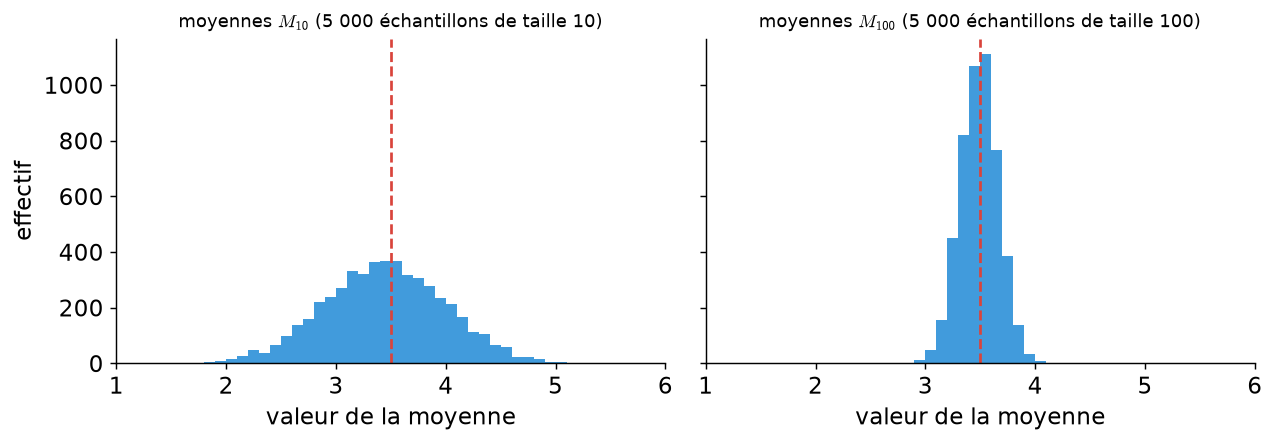 moyennes M₁₀ (5 000 échantillons de taille 10)
effectif
1000
800
600
400
200
0
1 2 3 4 5 6
valeur de la moyenne
moyennes M₁₀₀ (5 000 échantillons de taille 100)
1 2 3 4 5 6
valeur de la moyenne